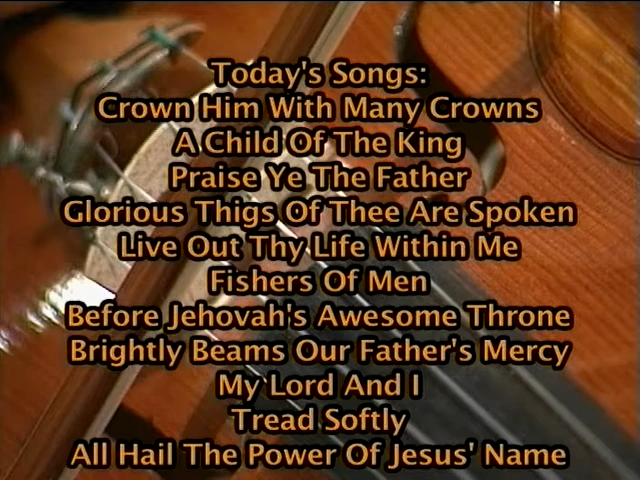 Today's Songs:
Crown Him With Many Crowns
A Child Of The King
Praise Ye The Father
Glorious Thigs Of Thee Are Spoken
Live Out Thy Life Within Me
Fishers Of Men
Before Jehovah's Awesome Throne
Brightly Beams Our Father's Mercy
My Lord And I
Tread Softly
All Hail The Power Of Jesus' Name